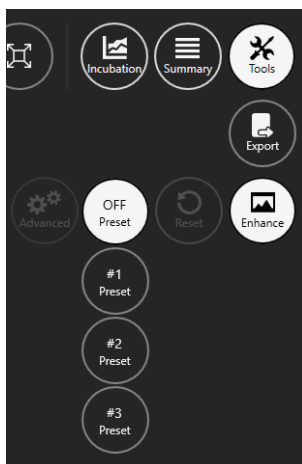 Incubation
Summary
Tools
Export
Advanced
OFF
Preset
Reset
Enhance
#1
Preset
#2
Preset
#3
Preset